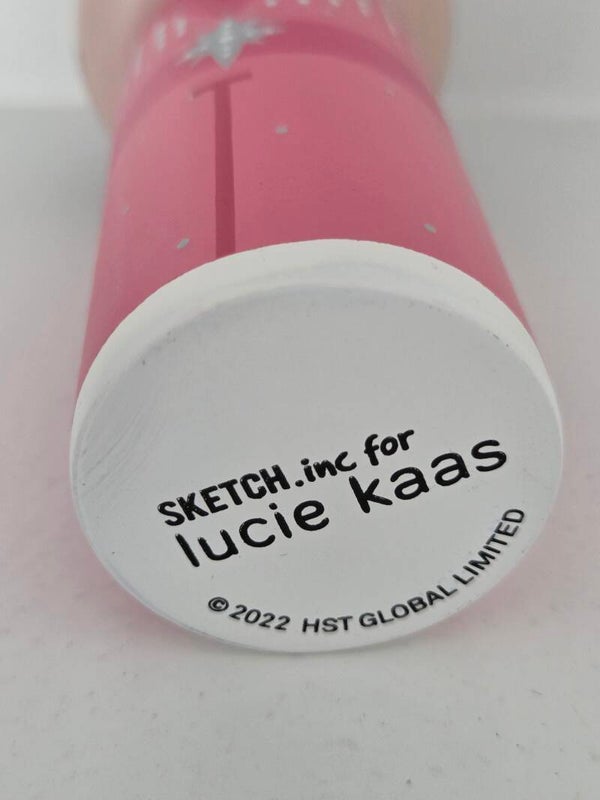 SKETCH.inc for
lucie kaas
©2022 HST GLOBAL LIMITED